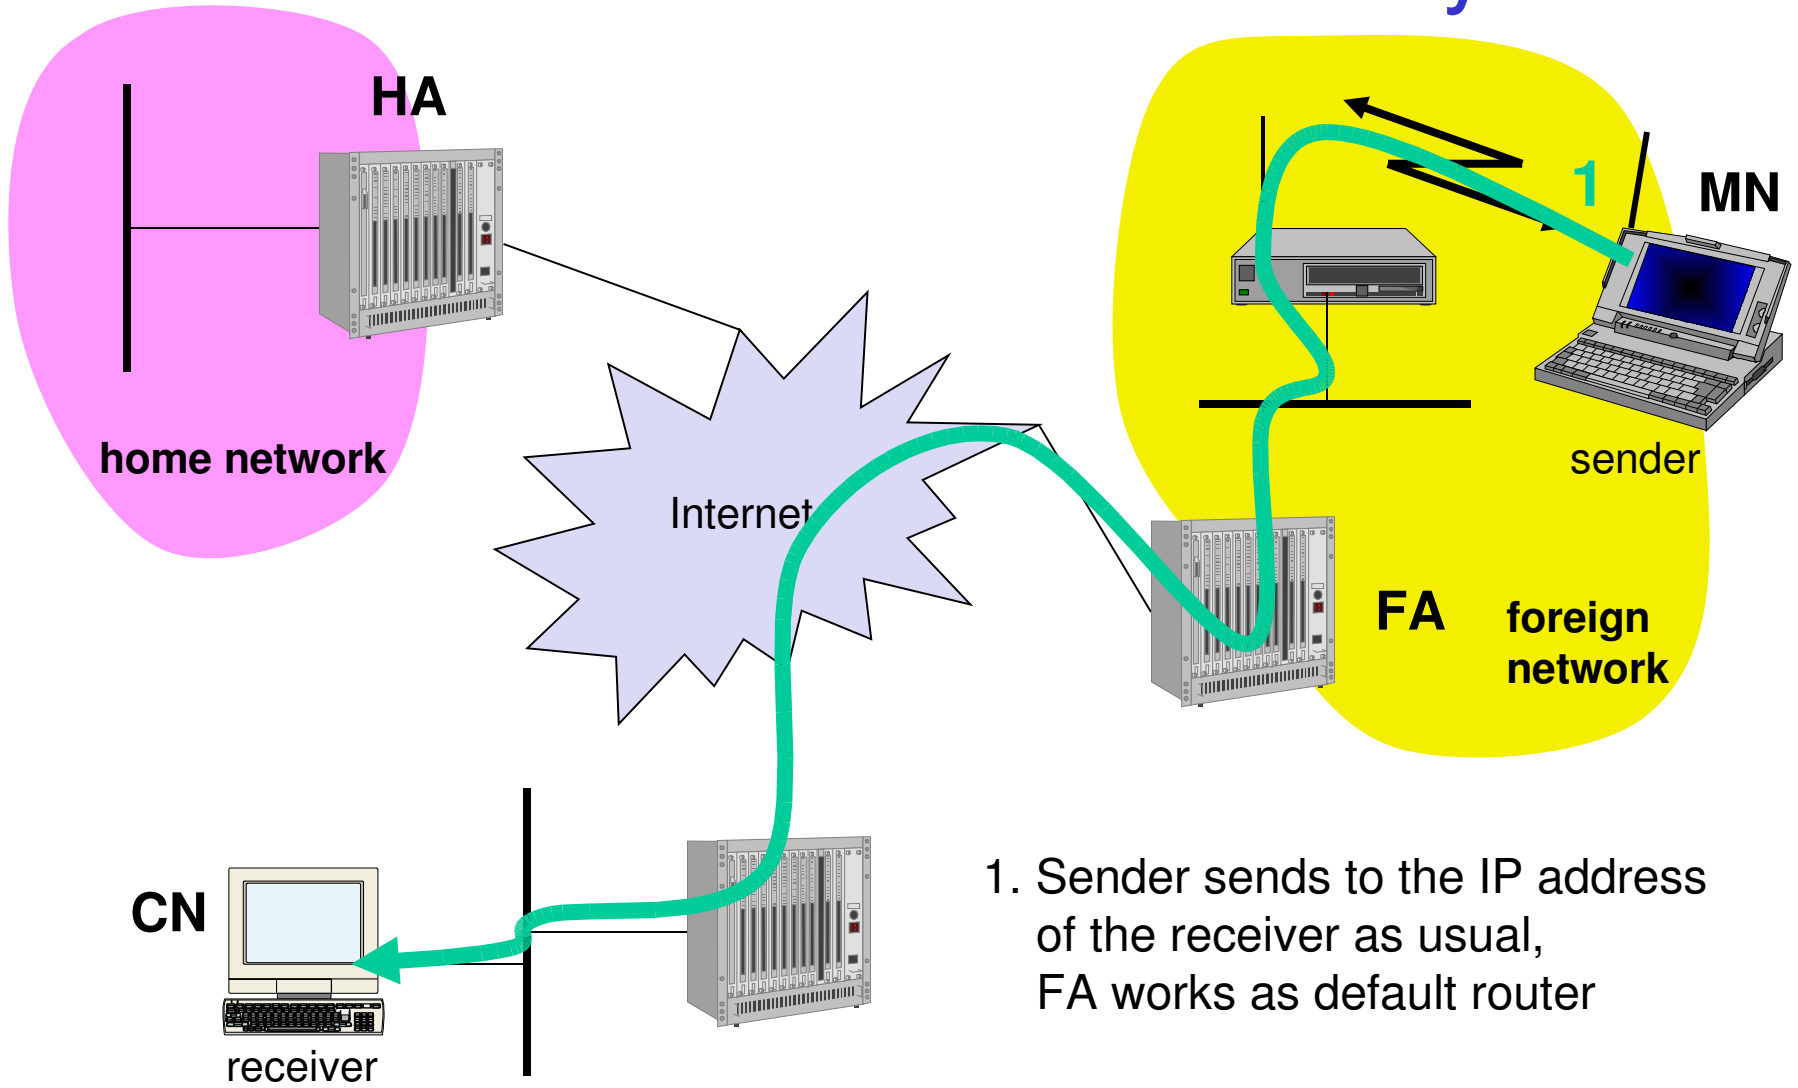 HA
1
MN
home network
sender
Internet
FA
foreign
network
CN
1. Sender sends to the IP address
of the receiver as usual,
FA works as default router
receiver